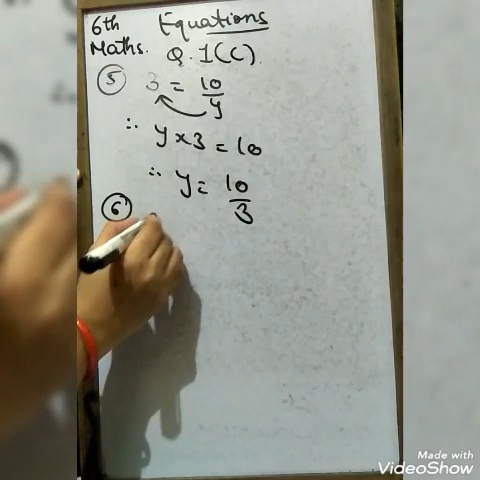 6th Equations
Maths. Q.1(C).
⑤ 3 = 10/y
∴ y×3 = 10
∴ y = 10/3
⑥
Made with
VideoShow